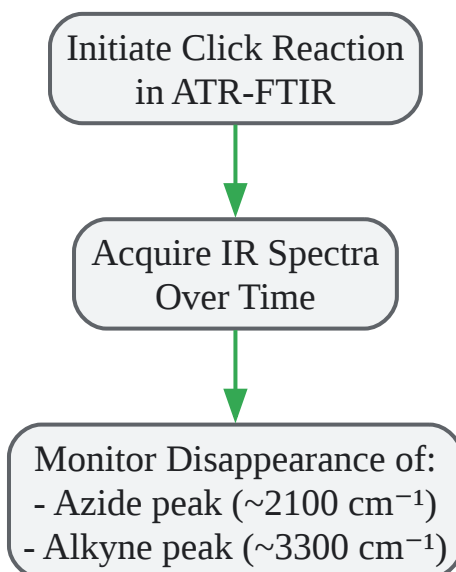 Initiate Click Reaction
in ATR-FTIR
Acquire IR Spectra
Over Time
Monitor Disappearance of:
- Azide peak (~2100 cm⁻¹)
- Alkyne peak (~3300 cm⁻¹)